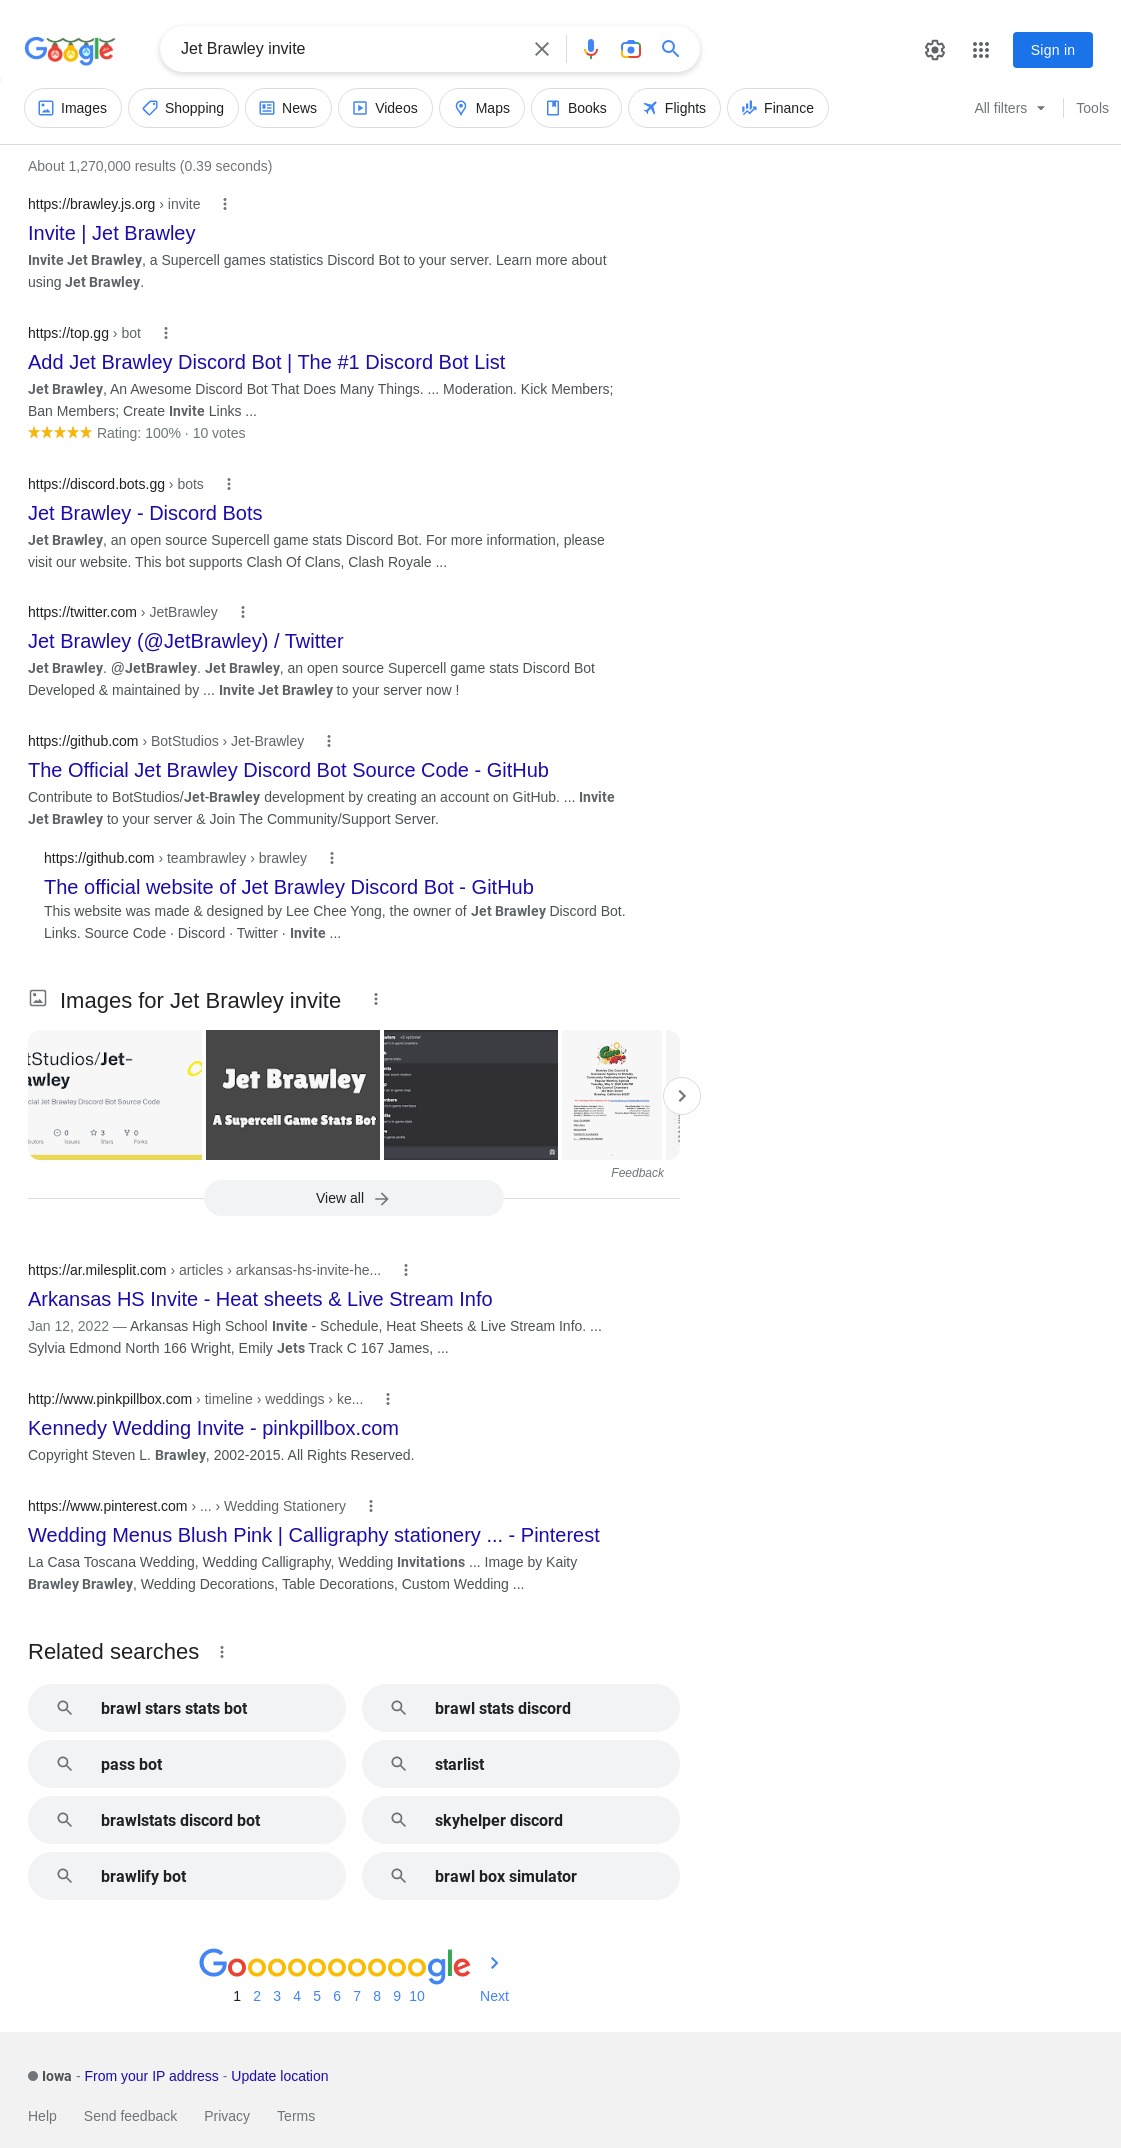 Google
Jet Brawley invite
Sign in
Images
Shopping
News
Videos
Maps
Books
Flights
Finance
All filters
Tools
About 1,270,000 results (0.39 seconds)
https://brawley.js.org › invite
Invite | Jet Brawley
Invite Jet Brawley, a Supercell games statistics Discord Bot to your server. Learn more about
using Jet Brawley.
https://top.gg › bot
Add Jet Brawley Discord Bot | The #1 Discord Bot List
Jet Brawley, An Awesome Discord Bot That Does Many Things. ... Moderation. Kick Members;
Ban Members; Create Invite Links ...
Rating: 100% · 10 votes
https://discord.bots.gg › bots
Jet Brawley - Discord Bots
Jet Brawley, an open source Supercell game stats Discord Bot. For more information, please
visit our website. This bot supports Clash Of Clans, Clash Royale ...
https://twitter.com › JetBrawley
Jet Brawley (@JetBrawley) / Twitter
Jet Brawley. @JetBrawley. Jet Brawley, an open source Supercell game stats Discord Bot
Developed & maintained by ... Invite Jet Brawley to your server now !
https://github.com › BotStudios › Jet-Brawley
The Official Jet Brawley Discord Bot Source Code - GitHub
Contribute to BotStudios/Jet-Brawley development by creating an account on GitHub. ... Invite
Jet Brawley to your server & Join The Community/Support Server.
https://github.com › teambrawley › brawley
The official website of Jet Brawley Discord Bot - GitHub
This website was made & designed by Lee Chee Yong, the owner of Jet Brawley Discord Bot.
Links. Source Code · Discord · Twitter · Invite ...
Images for Jet Brawley invite
tStudios/Jet-
awley
cial Jet Brawley Discord Bot Source Code
0
3
0
Issues
Stars
Forks
Jet Brawley
A Supercell Game Stats Bot
Feedback
View all
https://ar.milesplit.com › articles › arkansas-hs-invite-he...
Arkansas HS Invite - Heat sheets & Live Stream Info
Jan 12, 2022 — Arkansas High School Invite - Schedule, Heat Sheets & Live Stream Info. ...
Sylvia Edmond North 166 Wright, Emily Jets Track C 167 James, ...
http://www.pinkpillbox.com › timeline › weddings › ke...
Kennedy Wedding Invite - pinkpillbox.com
Copyright Steven L. Brawley, 2002-2015. All Rights Reserved.
https://www.pinterest.com › ... › Wedding Stationery
Wedding Menus Blush Pink | Calligraphy stationery ... - Pinterest
La Casa Toscana Wedding, Wedding Calligraphy, Wedding Invitations ... Image by Kaity
Brawley Brawley, Wedding Decorations, Table Decorations, Custom Wedding ...
Related searches
brawl stars stats bot
brawl stats discord
pass bot
starlist
brawlstats discord bot
skyhelper discord
brawlify bot
brawl box simulator
Goooooooooogle
1 2 3 4 5 6 7 8 9 10 Next
Iowa - From your IP address - Update location
Help
Send feedback
Privacy
Terms